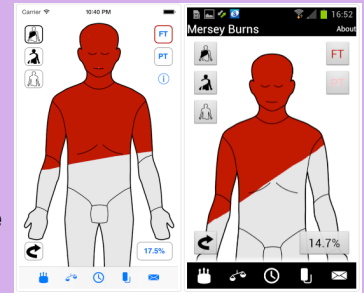 Carrier 10:40 PM
FT
PT
17.5%
16:52
Mersey Burns About
FT
PT
14.7%
e